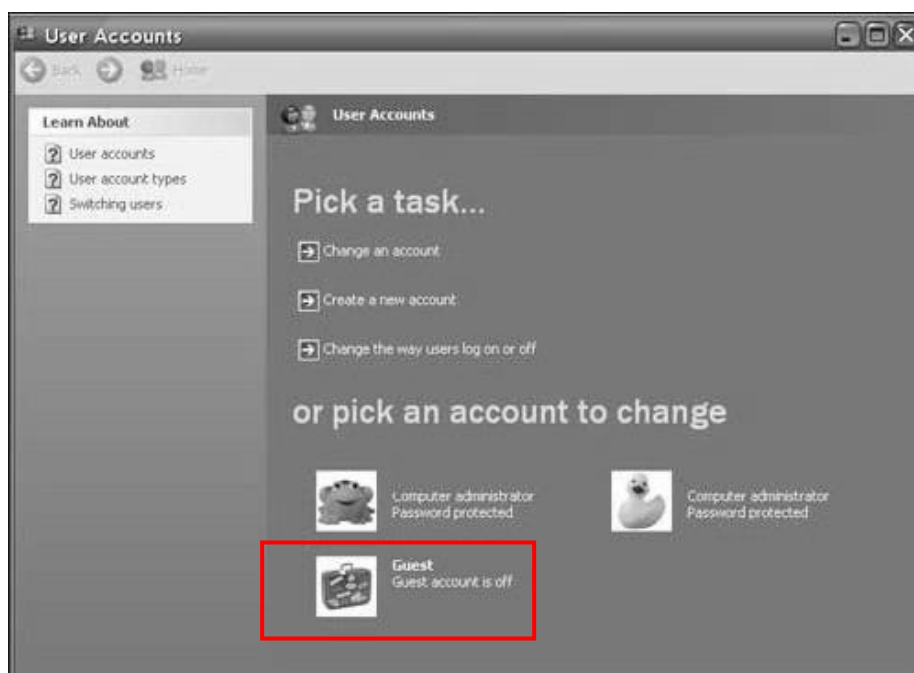 User Accounts
Back Home
Learn About
User accounts
User account types
Switching users
User Accounts
Pick a task...
Change an account
Create a new account
Change the way users log on or off
or pick an account to change
Computer administrator
Password protected
Computer administrator
Password protected
Guest
Guest account is off